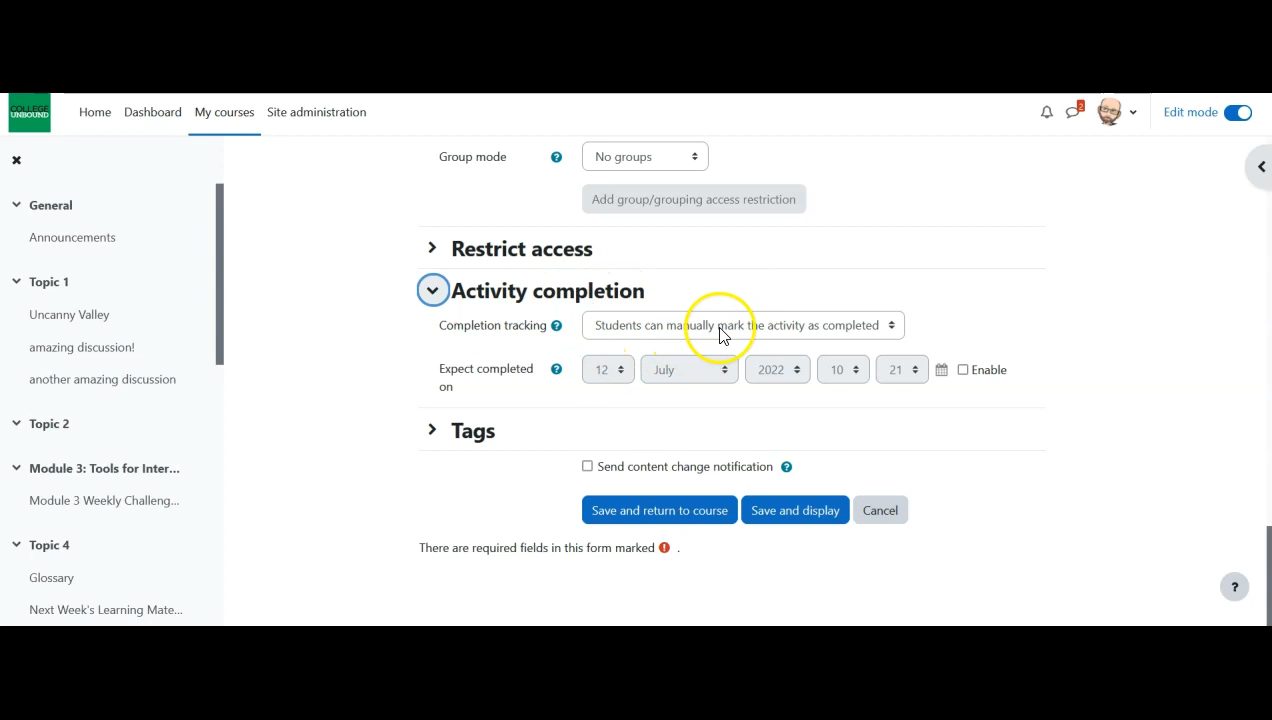 COLLEGE
UNBOUND
Home Dashboard My courses Site administration
2
Edit mode
General
Announcements
Topic 1
Uncanny Valley
amazing discussion!
another amazing discussion
Topic 2
Module 3: Tools for Inter...
Module 3 Weekly Challeng...
Topic 4
Glossary
Next Week's Learning Mate...
Group mode ? No groups
Add group/grouping access restriction
Restrict access
Activity completion
Completion tracking ? Students can manually mark the activity as completed
Expect completed
on ? 12 July 2022 10 21 Enable
Tags
Send content change notification ?
Save and return to course Save and display Cancel
There are required fields in this form marked ! .
?